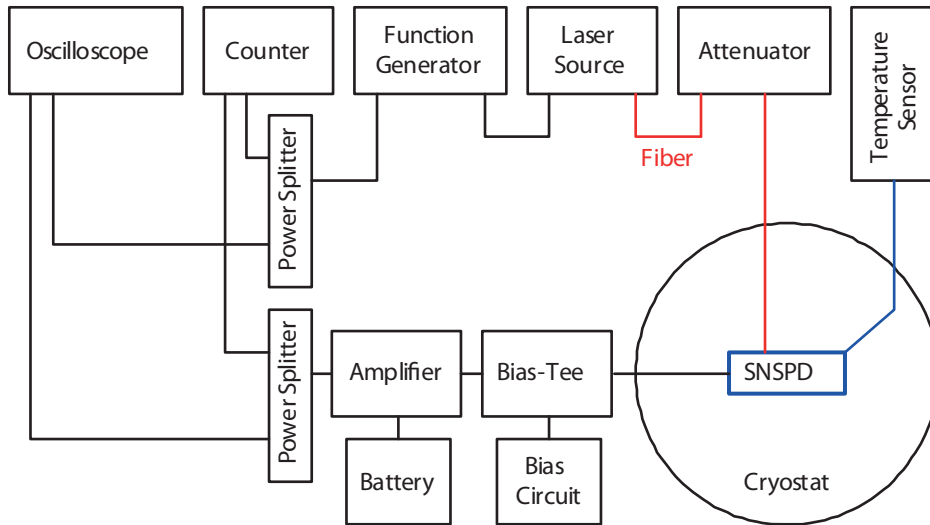 Oscilloscope
Counter
Function
Generator
Laser
Source
Attenuator
Temperature
Sensor
Fiber
Power Splitter
Power Splitter
Amplifier
Bias-Tee
SNSPD
Battery
Bias
Circuit
Cryostat